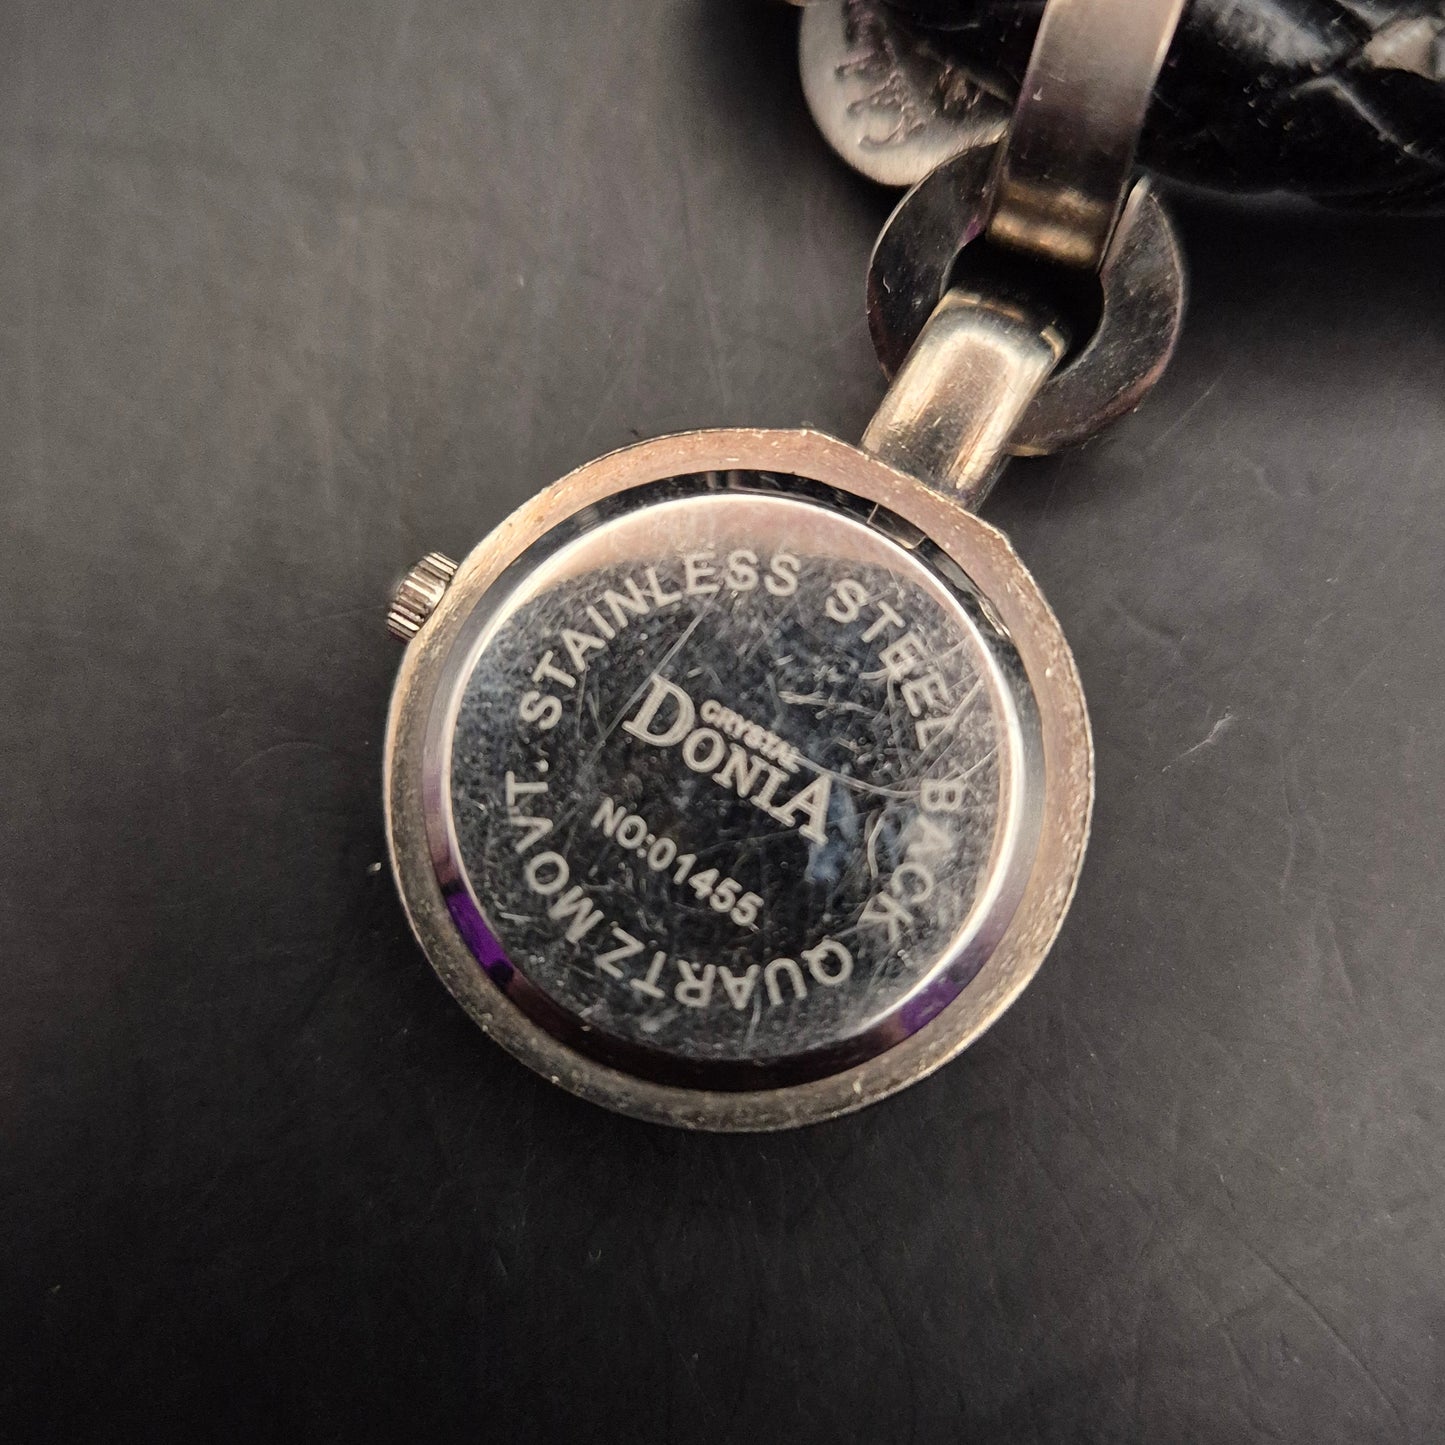 STAINLESS STEEL BACK QUARTZ MOVT.
CRYSTAL
DONIA
NO:01455